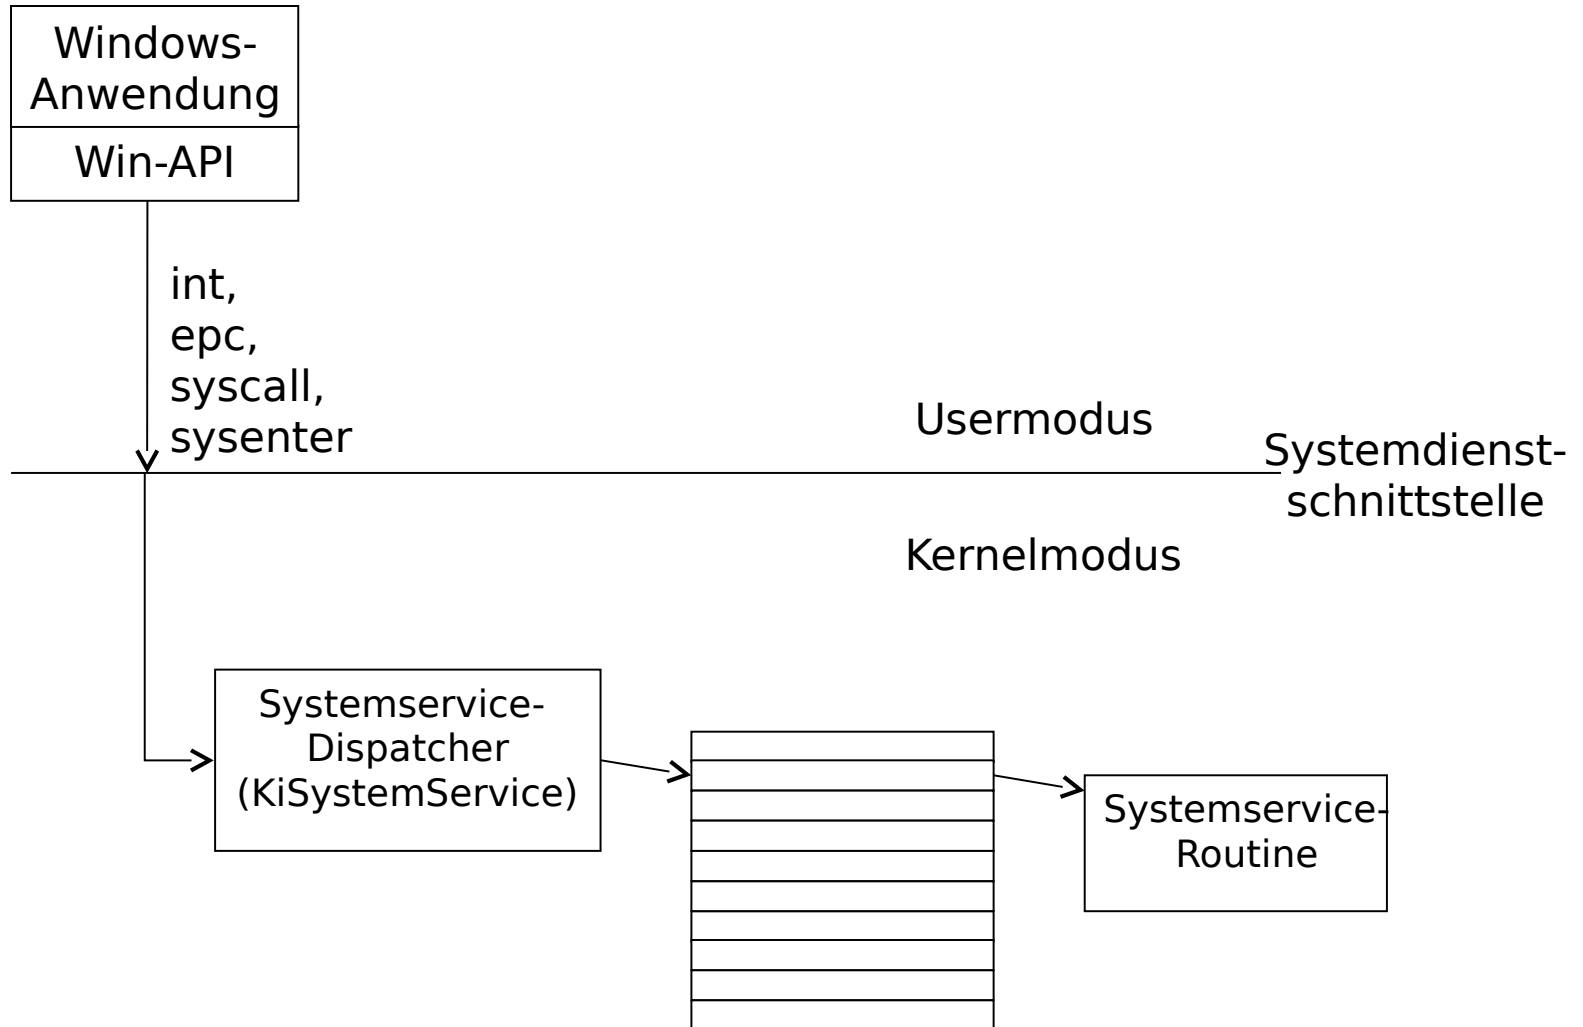 Windows-
Anwendung
Win-API
int,
epc,
syscall,
sysenter
Usermodus
Systemdienst-
schnittstelle
Kernelmodus
Systemservice-
Dispatcher
(KiSystemService)
Systemservice-
Routine